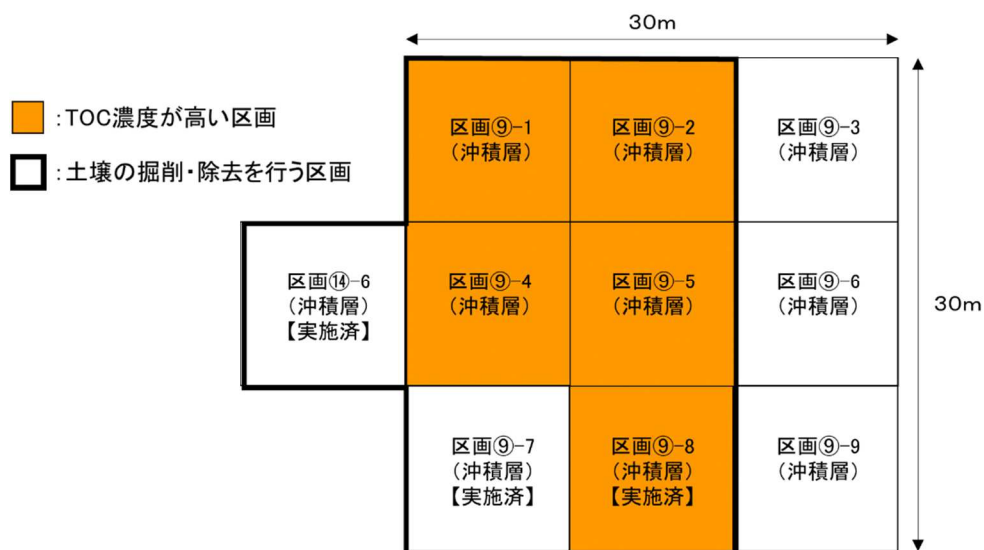 30m
:TOC濃度が高い区画
:土壌の掘削・除去を行う区画
区画⑨-1
(沖積層)
区画⑨-2
(沖積層)
区画⑨-3
(沖積層)
区画⑭-6
(沖積層)
【実施済】
区画⑨-4
(沖積層)
区画⑨-5
(沖積層)
区画⑨-6
(沖積層)
30m
区画⑨-7
(沖積層)
【実施済】
区画⑨-8
(沖積層)
【実施済】
区画⑨-9
(沖積層)